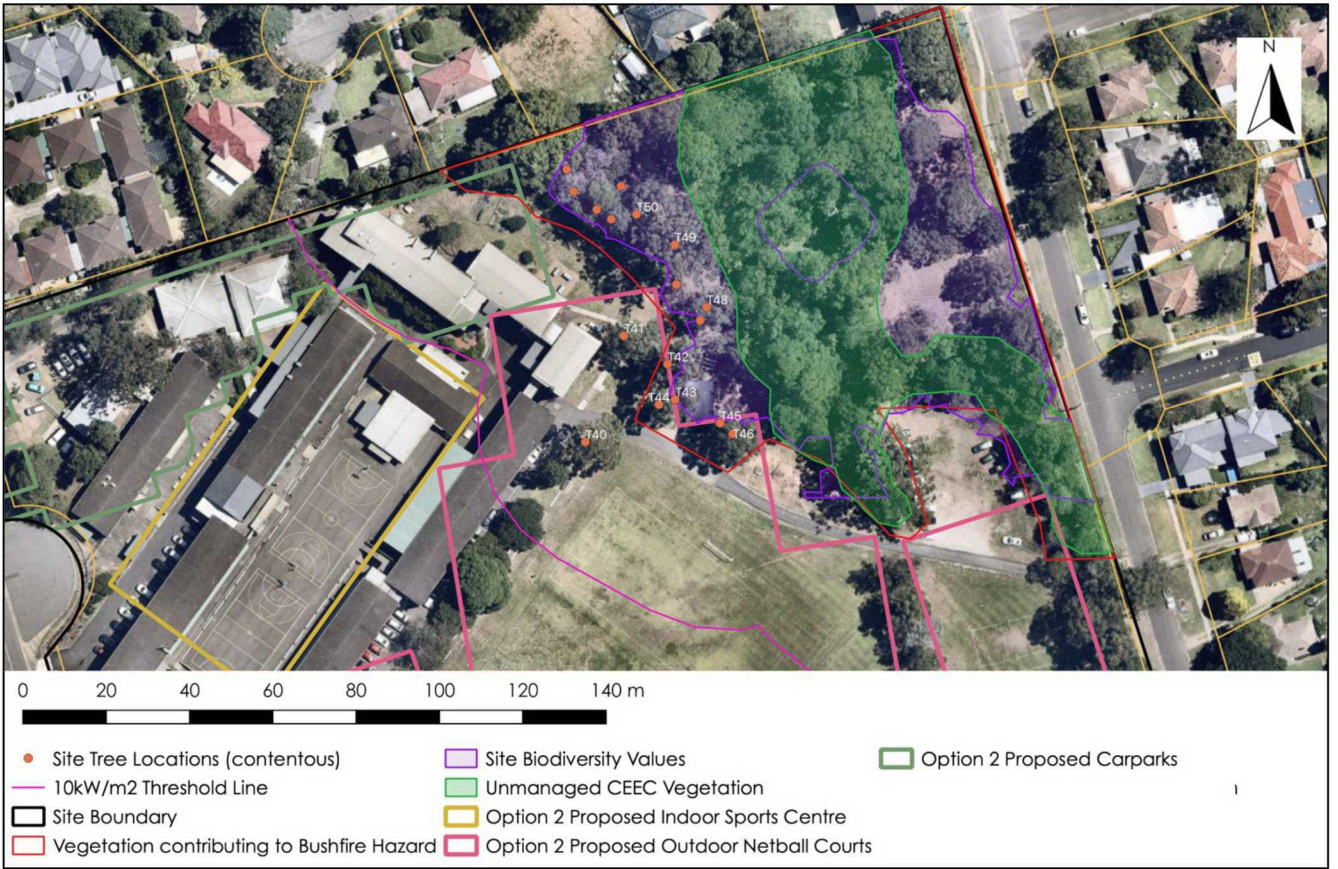 N
T50
T49
T48
T41
T42
T43
T44
T45
T46
T40
0 20 40 60 80 100 120 140 m
Site Tree Locations (contentous)
10kW/m2 Threshold Line
Site Boundary
Vegetation contributing to Bushfire Hazard
Site Biodiversity Values
Unmanaged CEEC Vegetation
Option 2 Proposed Indoor Sports Centre
Option 2 Proposed Outdoor Netball Courts
Option 2 Proposed Carparks